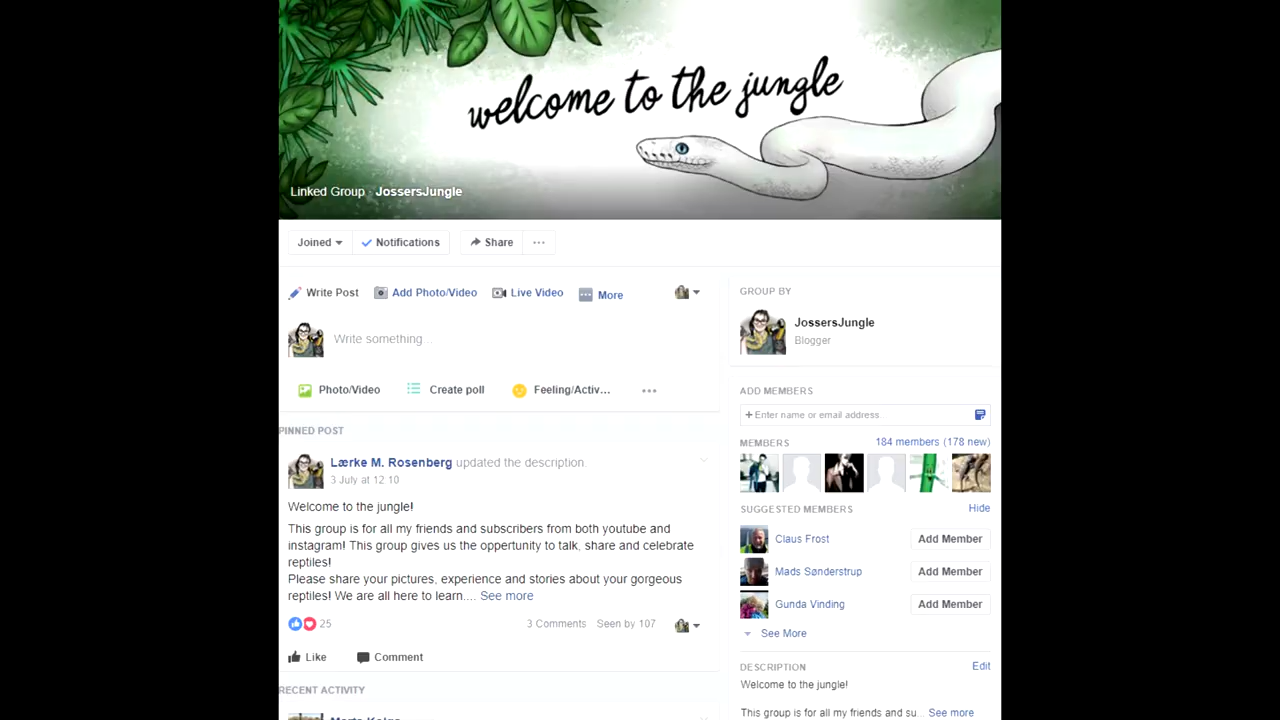 welcome to the jungle
Linked Group · JossersJungle
Joined
Notifications
Share
Write Post
Add Photo/Video
Live Video
More
Write something...
Photo/Video
Create poll
Feeling/Activ...
PINNED POST
Lærke M. Rosenberg updated the description.
3 July at 12:10
Welcome to the jungle!
This group is for all my friends and subscribers from both youtube and
instagram! This group gives us the oppertunity to talk, share and celebrate
reptiles!
Please share your pictures, experience and stories about your gorgeous
reptiles! We are all here to learn.... See more
25
3 Comments Seen by 107
Like
Comment
RECENT ACTIVITY
GROUP BY
JossersJungle
Blogger
ADD MEMBERS
+ Enter name or email address...
MEMBERS
184 members (178 new)
SUGGESTED MEMBERS
Hide
Claus Frost
Add Member
Mads Sønderstrup
Add Member
Gunda Vinding
Add Member
See More
DESCRIPTION
Edit
Welcome to the jungle!
This group is for all my friends and su... See more